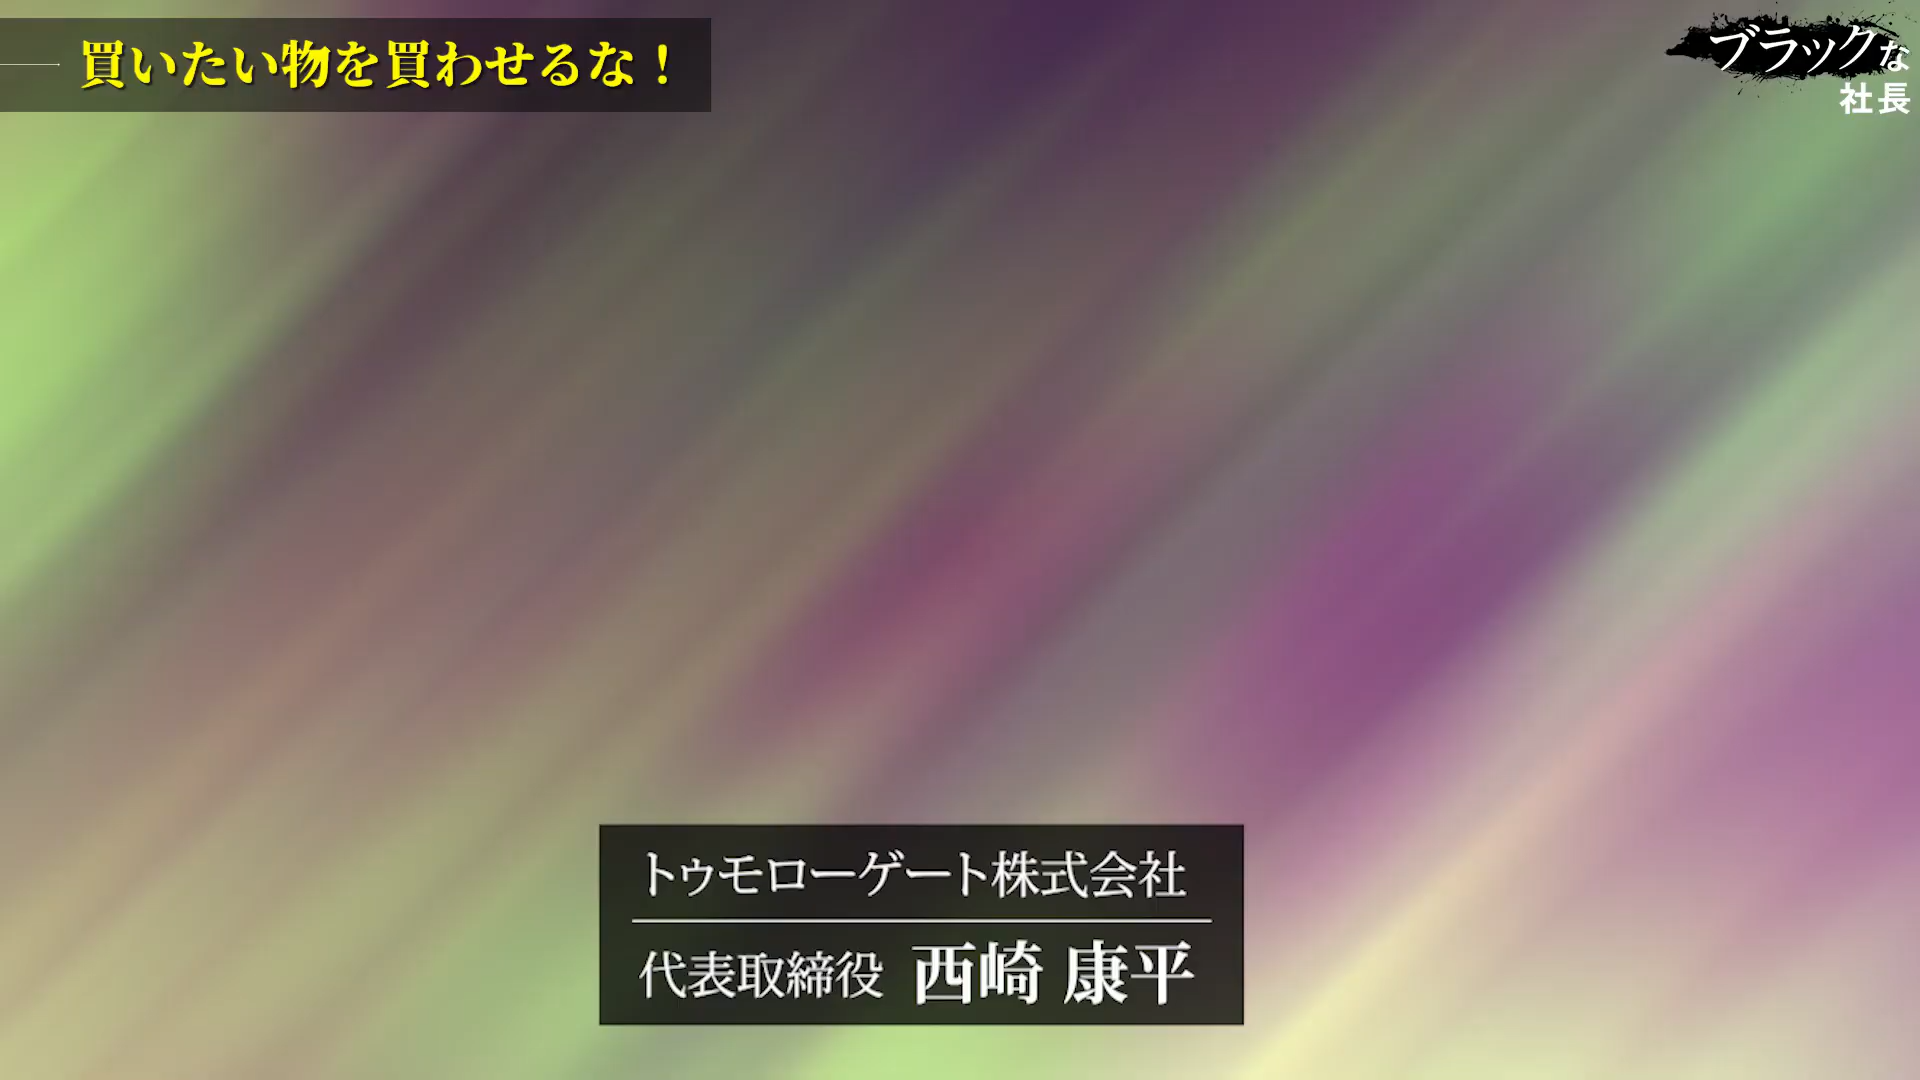 買いたい物を買わせるな！
ブラックな
社長
トゥモローゲート株式会社
代表取締役 西崎 康平